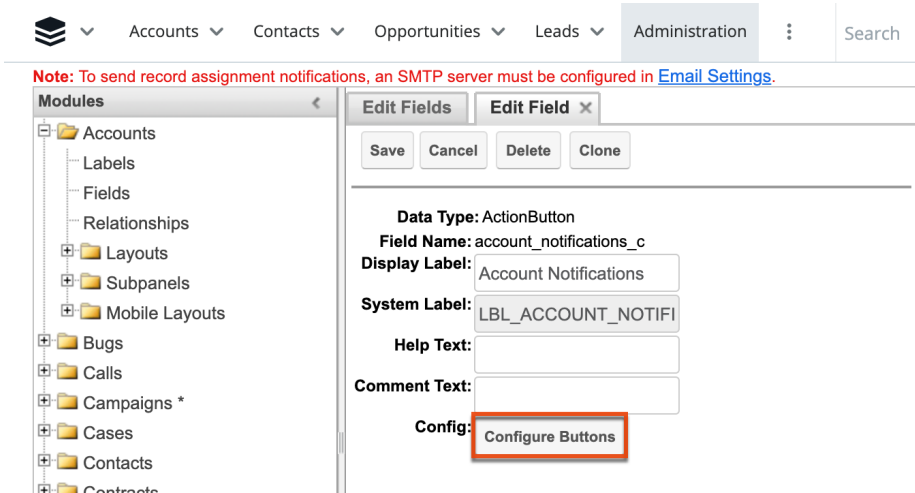 Accounts Contacts Opportunities Leads Administration Search
Note: To send record assignment notifications, an SMTP server must be configured in Email Settings.
Modules
Accounts
Labels
Fields
Relationships
Layouts
Subpanels
Mobile Layouts
Bugs
Calls
Campaigns *
Cases
Contacts
Contracts
Edit Fields Edit Field
Save Cancel Delete Clone
Data Type: ActionButton
Field Name: account_notifications_c
Display Label: Account Notifications
System Label: LBL_ACCOUNT_NOTIFI
Help Text:
Comment Text:
Config: Configure Buttons